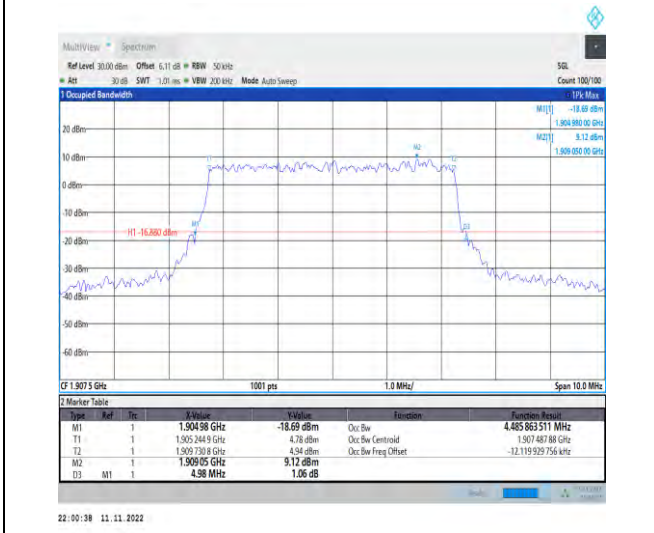 MultiView Spectrum
Ref Level 30.00 dBm Offset 6.11 dB RBW 50 kHz SGL
Att 30 dB SWT 1.01 ms VBW 200 kHz Mode Auto Sweep Count 100/100
1 Occupied Bandwidth 1Pk Max
M1[1] -18.69 dBm
1.904 980 00 GHz
M2[1] 9.12 dBm
1.909 050 00 GHz
20 dBm
M2
T1 T2
10 dBm
0 dBm
-10 dBm
M1 D3
H1 -16.880 dBm
-20 dBm
-30 dBm
-40 dBm
-50 dBm
-60 dBm
CF 1.907 5 GHz 1001 pts 1.0 MHz/ Span 10.0 MHz
2 Marker Table
Type Ref Trc X-Value Y-Value Function Function Result
M1 1 1.904 98 GHz -18.69 dBm Occ Bw 4.485 863 511 MHz
T1 1 1.905 244 9 GHz 4.78 dBm Occ Bw Centroid 1.907 487 88 GHz
T2 1 1.909 730 8 GHz 4.94 dBm Occ Bw Freq Offset -12.119 929 756 kHz
M2 1 1.909 05 GHz 9.12 dBm
D3 M1 1 4.98 MHz 1.06 dB
22:00:38 11.11.2022